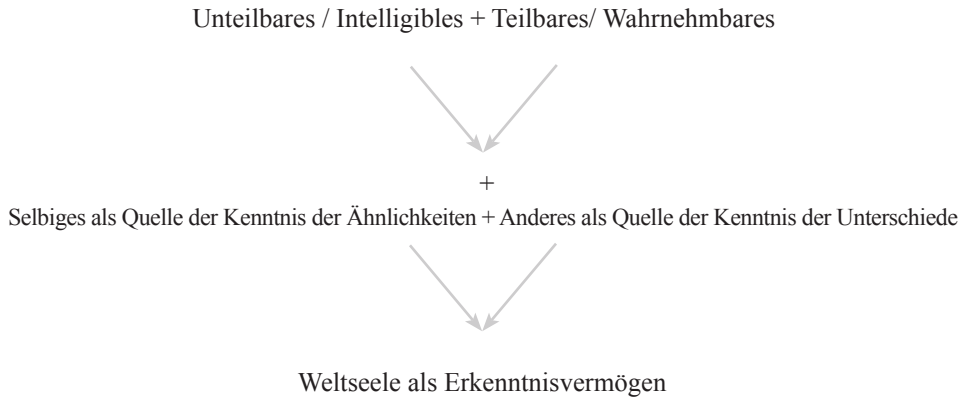 Unteilbares / Intelligibles + Teilbares/ Wahrnehmbares
+
Selbiges als Quelle der Kenntnis der Ähnlichkeiten + Anderes als Quelle der Kenntnis der Unterschiede
Weltseele als Erkenntnisvermögen